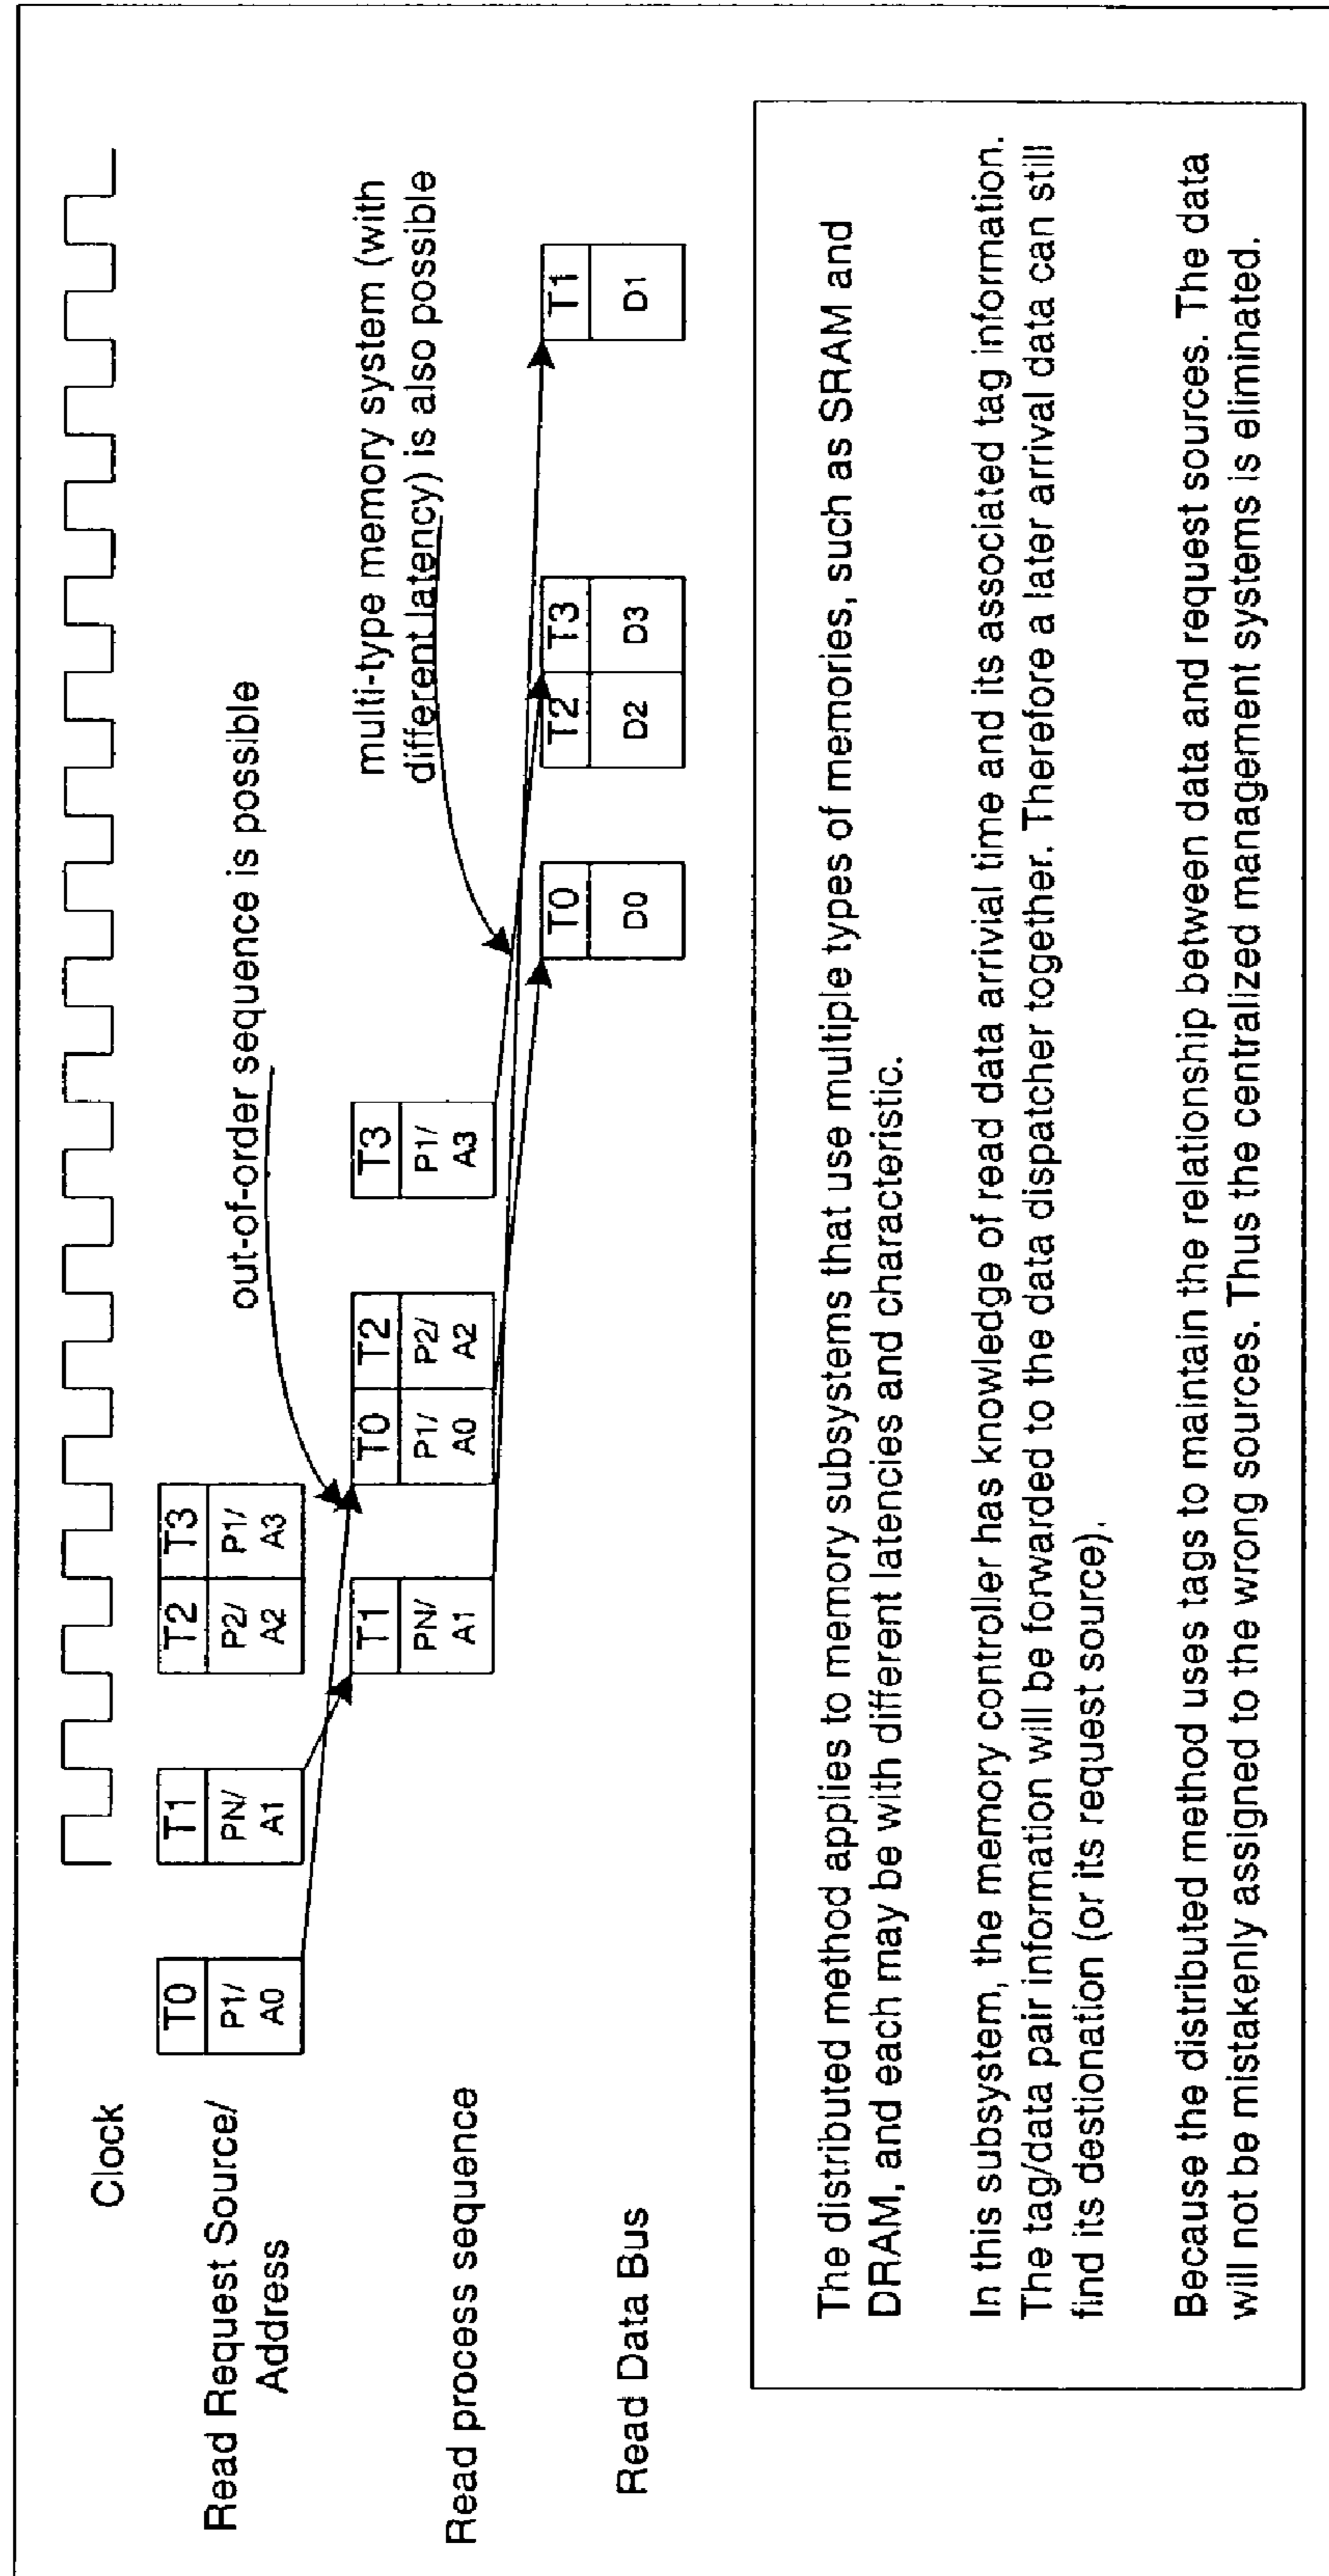 Clock
Read Request Source/
Address
T0
P1/
A0
T1
PN/
A1
T2
P2/
A2
T3
P1/
A3
out-of-order sequence is possible
Read process sequence
T1
PN/
A1
T0
P1/
A0
T2
P2/
A2
T3
P1/
A3
multi-type memory system (with
different latency) is also possible
Read Data Bus
T0
D0
T2
D2
T3
D3
T1
D1
The distributed method applies to memory subsystems that use multiple types of memories, such as SRAM and
DRAM, and each may be with different latencies and characteristic.
In this subsystem, the memory controller has knowledge of read data arrivial time and its associated tag information.
The tag/data pair information will be forwarded to the data dispatcher together. Therefore a later arrival data can still
find its destionation (or its request source).
Because the distributed method uses tags to maintain the relationship between data and request sources. The data
will not be mistakenly assigned to the wrong sources. Thus the centralized management systems is eliminated.